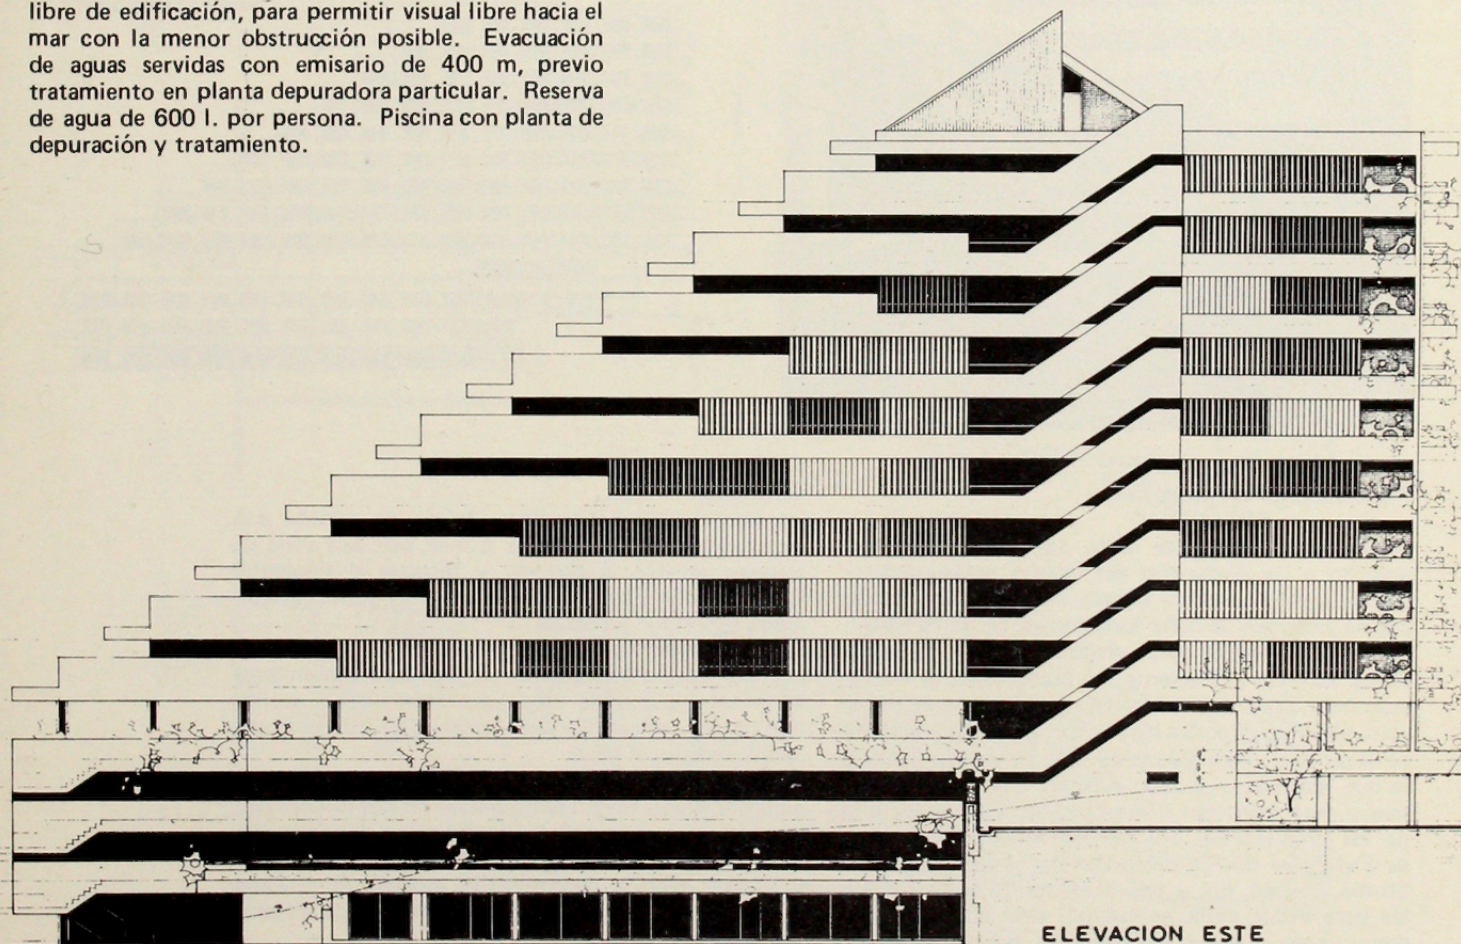 libre de edificación, para permitir visual libre hacia el
mar con la menor obstrucción posible. Evacuación
de aguas servidas con emisario de 400 m, previo
tratamiento en planta depuradora particular. Reserva
de agua de 600 l. por persona. Piscina con planta de
depuración y tratamiento.
ELEVACION ESTE